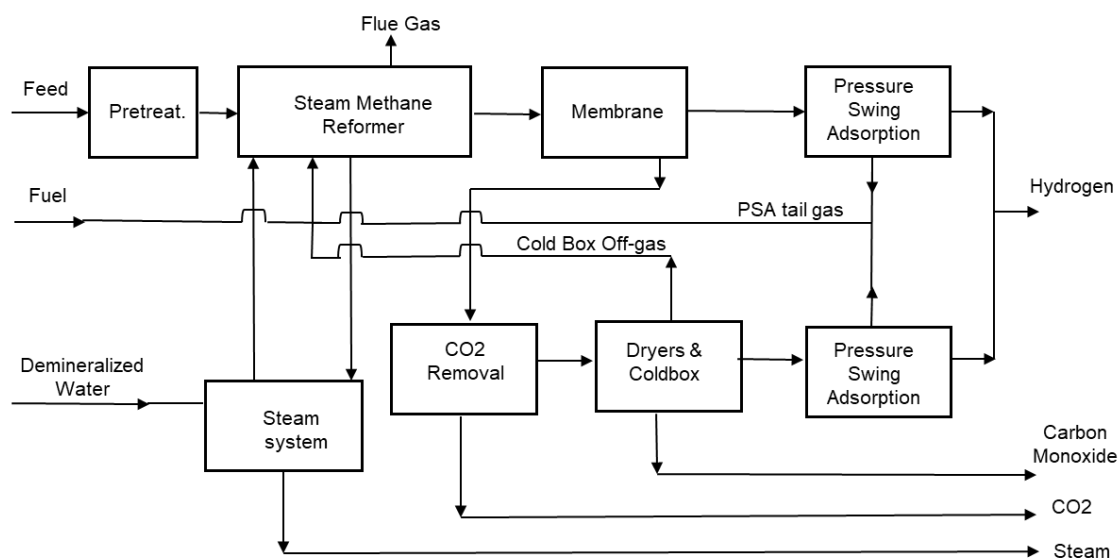 Flue Gas
Feed
Pretreat.
Steam Methane
Reformer
Membrane
Pressure
Swing
Adsorption
Fuel
PSA tail gas
Hydrogen
Cold Box Off-gas
CO2
Removal
Dryers &
Coldbox
Pressure
Swing
Adsorption
Demineralized
Water
Steam
system
Carbon
Monoxide
CO2
Steam